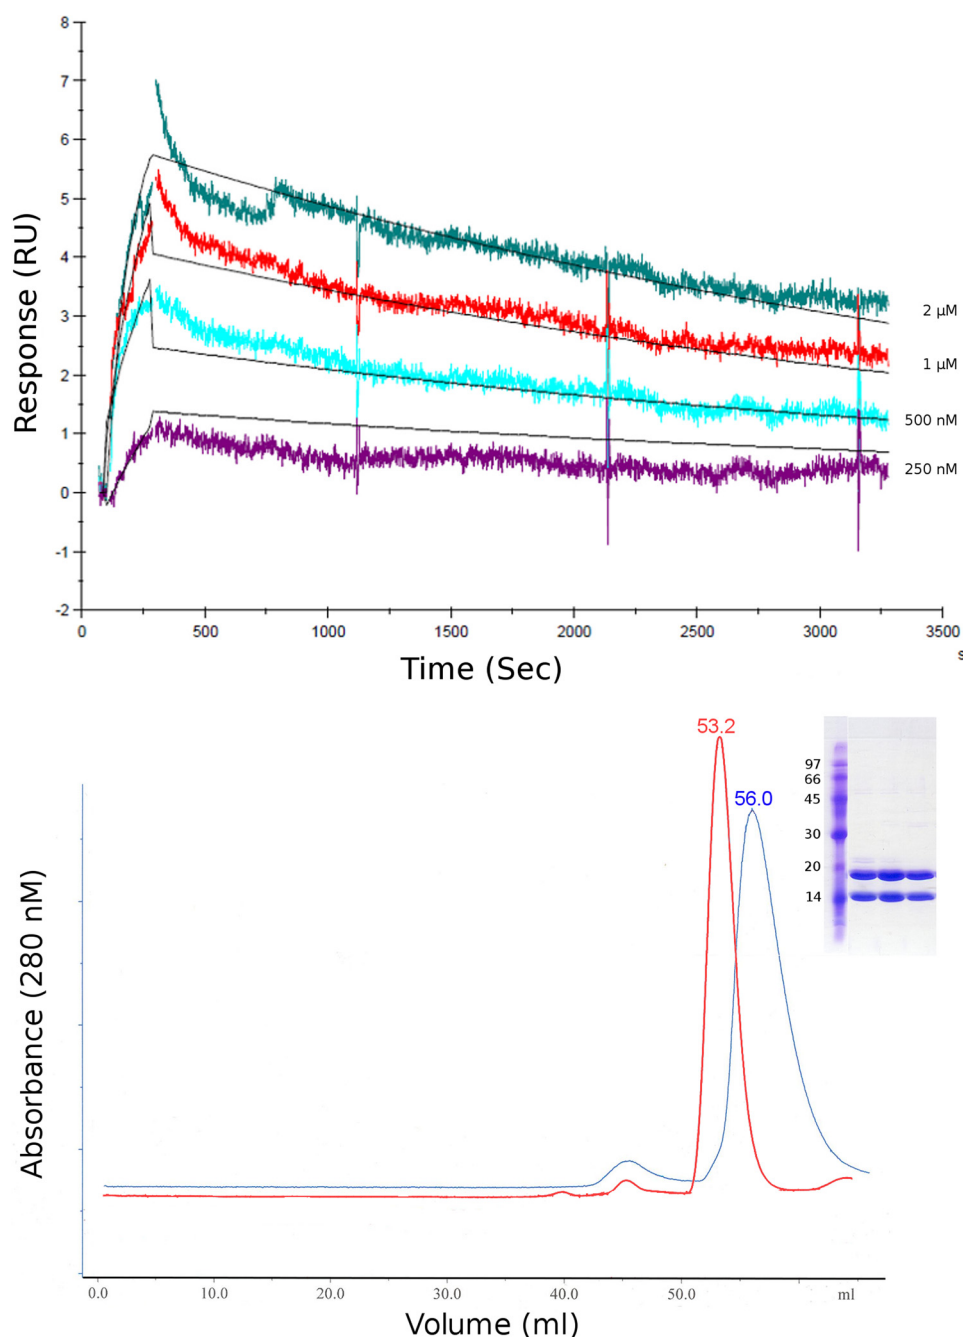 8
7
6
5
4
3
2
1
0
-1
-2
Response (RU)
2 µM
1 µM
500 nM
250 nM
0 500 1000 1500 2000 2500 3000 3500
s
Time (Sec)
53.2
56.0
97
66
45
30
20
14
Absorbance (280 nM)
0.0 10.0 20.0 30.0 40.0 50.0 ml
Volume (ml)